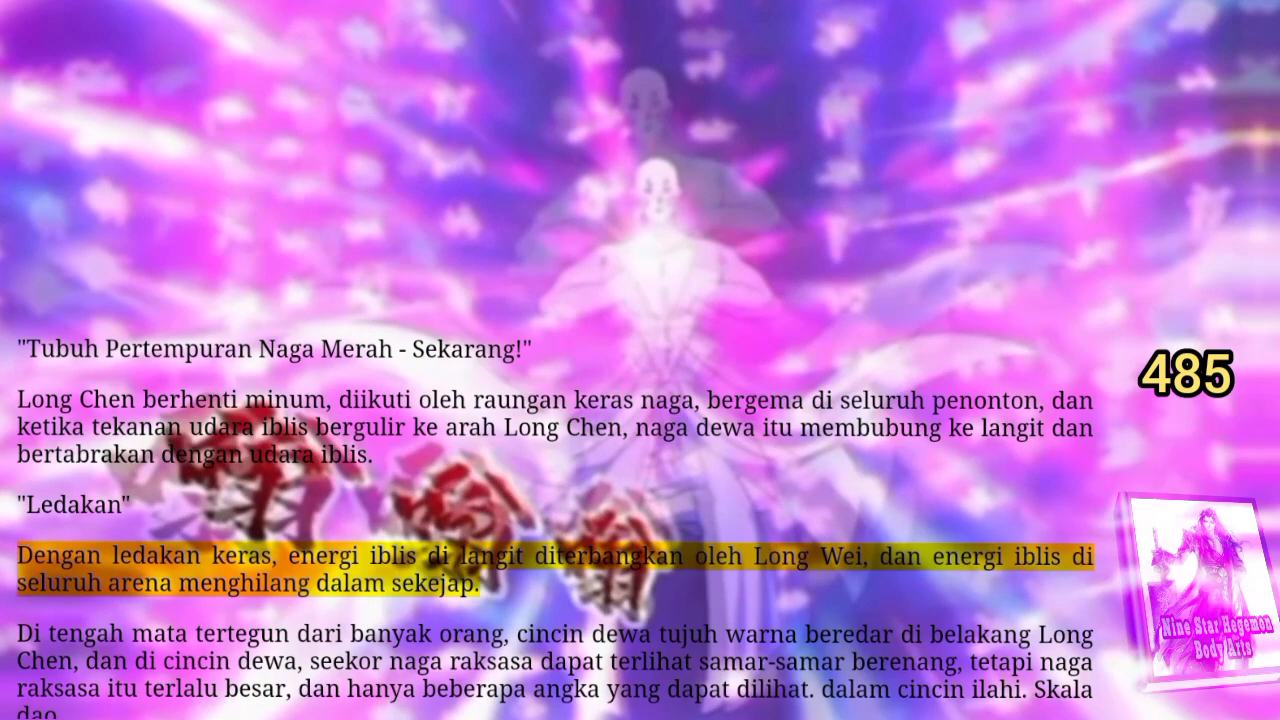 "Tubuh Pertempuran Naga Merah - Sekarang!"
Long Chen berhenti minum, diikuti oleh raungan keras naga, bergema di seluruh penonton, dan
ketika tekanan udara iblis bergulir ke arah Long Chen, naga dewa itu membubung ke langit dan
bertabrakan dengan udara iblis.
"Ledakan"
Dengan ledakan keras, energi iblis di langit diterbangkan oleh Long Wei, dan energi iblis di
seluruh arena menghilang dalam sekejap.
Di tengah mata tertegun dari banyak orang, cincin dewa tujuh warna beredar di belakang Long
Chen, dan di cincin dewa, seekor naga raksasa dapat terlihat samar-samar berenang, tetapi naga
raksasa itu terlalu besar, dan hanya beberapa angka yang dapat dilihat. dalam cincin ilahi. Skala
dao
485
Nine Star Hegemon
Body Arts